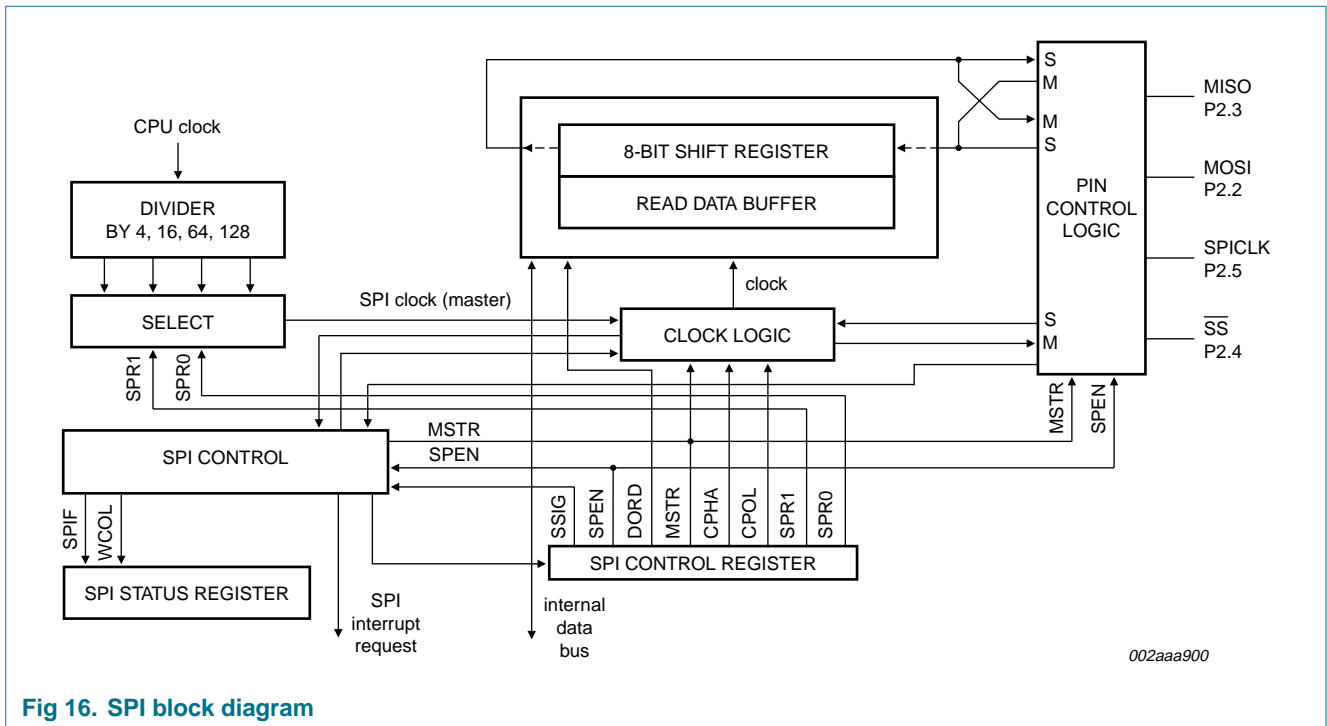 CPU clock
DIVIDER
BY 4, 16, 64, 128
SELECT
SPR1
SPR0
SPI clock (master)
8-BIT SHIFT REGISTER
READ DATA BUFFER
clock
CLOCK LOGIC
S
M
M
S
PIN
CONTROL
LOGIC
S
M
MISO
P2.3
MOSI
P2.2
SPICLK
P2.5
SS
P2.4
MSTR
SPEN
SPI CONTROL
MSTR
SPEN
SPIF
WCOL
SPI STATUS REGISTER
SSIG
SPEN
DORD
MSTR
CPHA
CPOL
SPR1
SPR0
SPI CONTROL REGISTER
SPI
interrupt
request
internal
data
bus
002aaa900
Fig 16. SPI block diagram